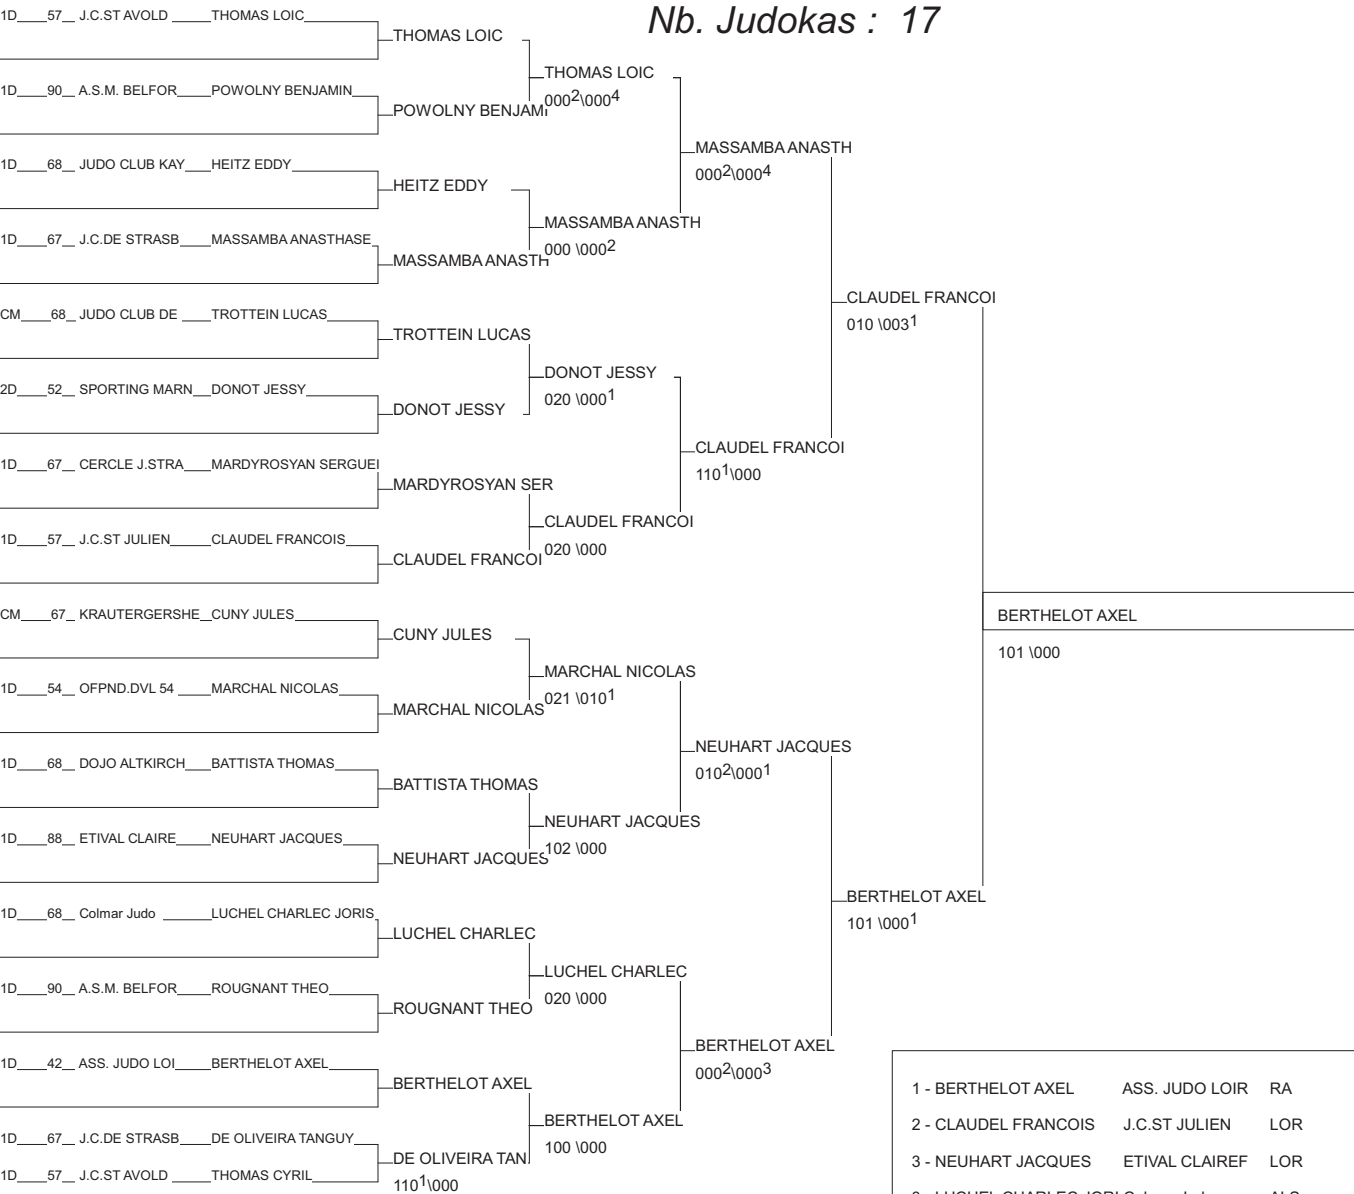 Nb. Judokas : 17
1D 57 J.C.ST AVOLD THOMAS LOIC
1D 90 A.S.M. BELFOR POWOLNY BENJAMIN
1D 68 JUDO CLUB KAY HEITZ EDDY
1D 67 J.C.DE STRASB MASSAMBA ANASTHASE
CM 68 JUDO CLUB DE TROTTEIN LUCAS
2D 52 SPORTING MARN DONOT JESSY
1D 67 CERCLE J.STRA MARDYROSYAN SERGUEI
1D 57 J.C.ST JULIEN CLAUDEL FRANCOIS
CM 67 KRAUTERGERSHE CUNY JULES
1D 54 OFPND.DVL 54 MARCHAL NICOLAS
1D 68 DOJO ALTKIRCH BATTISTA THOMAS
1D 88 ETIVAL CLAIRE NEUHART JACQUES
1D 68 Colmar Judo LUCHEL CHARLEC JORIS
1D 90 A.S.M. BELFOR ROUGNANT THEO
1D 42 ASS. JUDO LOI BERTHELOT AXEL
1D 67 J.C.DE STRASB DE OLIVEIRA TANGUY
1D 57 J.C.ST AVOLD THOMAS CYRIL
THOMAS LOIC
POWOLNY BENJAMI
HEITZ EDDY
MASSAMBA ANASTH
TROTTEIN LUCAS
DONOT JESSY
MARDYROSYAN SER
CLAUDEL FRANCOI
CUNY JULES
MARCHAL NICOLAS
BATTISTA THOMAS
NEUHART JACQUES
LUCHEL CHARLEC
ROUGNANT THEO
BERTHELOT AXEL
DE OLIVEIRA TAN
110¹\000
THOMAS LOIC
000²\000⁴
MASSAMBA ANASTH
000 \000²
DONOT JESSY
020 \000¹
CLAUDEL FRANCOI
020 \000
MARCHAL NICOLAS
021 \010¹
NEUHART JACQUES
102 \000
LUCHEL CHARLEC
020 \000
BERTHELOT AXEL
100 \000
MASSAMBA ANASTH
000²\000⁴
CLAUDEL FRANCOI
110¹\000
NEUHART JACQUES
010²\000¹
BERTHELOT AXEL
000²\000³
CLAUDEL FRANCOI
010 \003¹
BERTHELOT AXEL
101 \000¹
BERTHELOT AXEL
101 \000
1 - BERTHELOT AXEL ASS. JUDO LOIR RA
2 - CLAUDEL FRANCOIS J.C.ST JULIEN LOR
3 - NEUHART JACQUES ETIVAL CLAIREF LOR